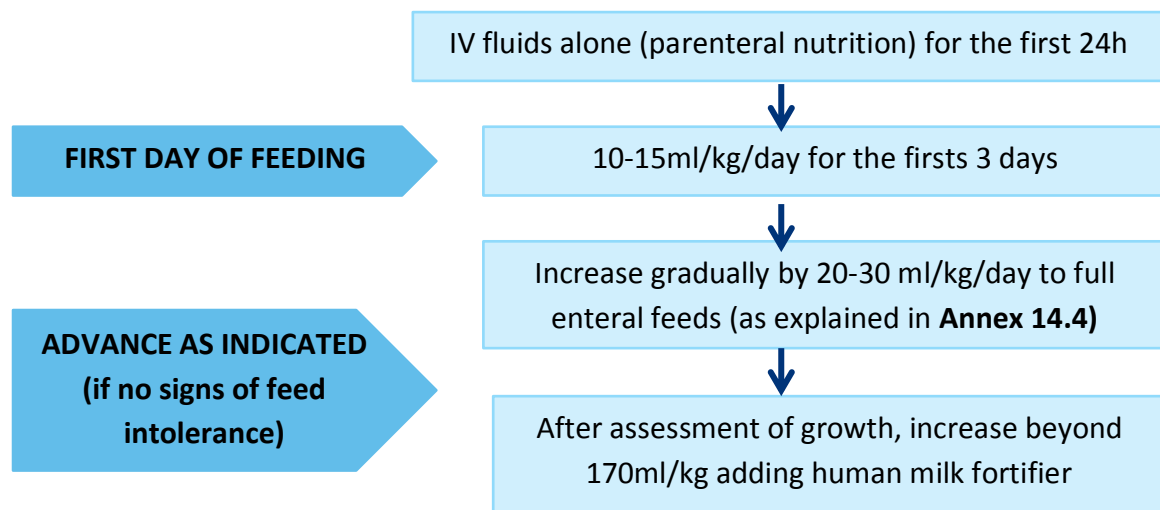 IV fluids alone (parenteral nutrition) for the first 24h
FIRST DAY OF FEEDING
10-15ml/kg/day for the firsts 3 days
Increase gradually by 20-30 ml/kg/day to full
enteral feeds (as explained in Annex 14.4)
ADVANCE AS INDICATED
(if no signs of feed
intolerance)
After assessment of growth, increase beyond
170ml/kg adding human milk fortifier